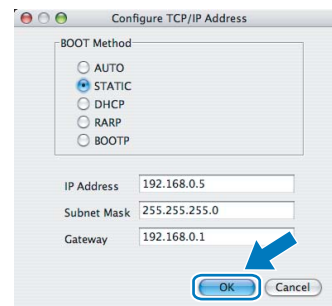 Configure TCP/IP Address
BOOT Method
AUTO
STATIC
DHCP
RARP
BOOTP
IP Address 192.168.0.5
Subnet Mask 255.255.255.0
Gateway 192.168.0.1
OK Cancel